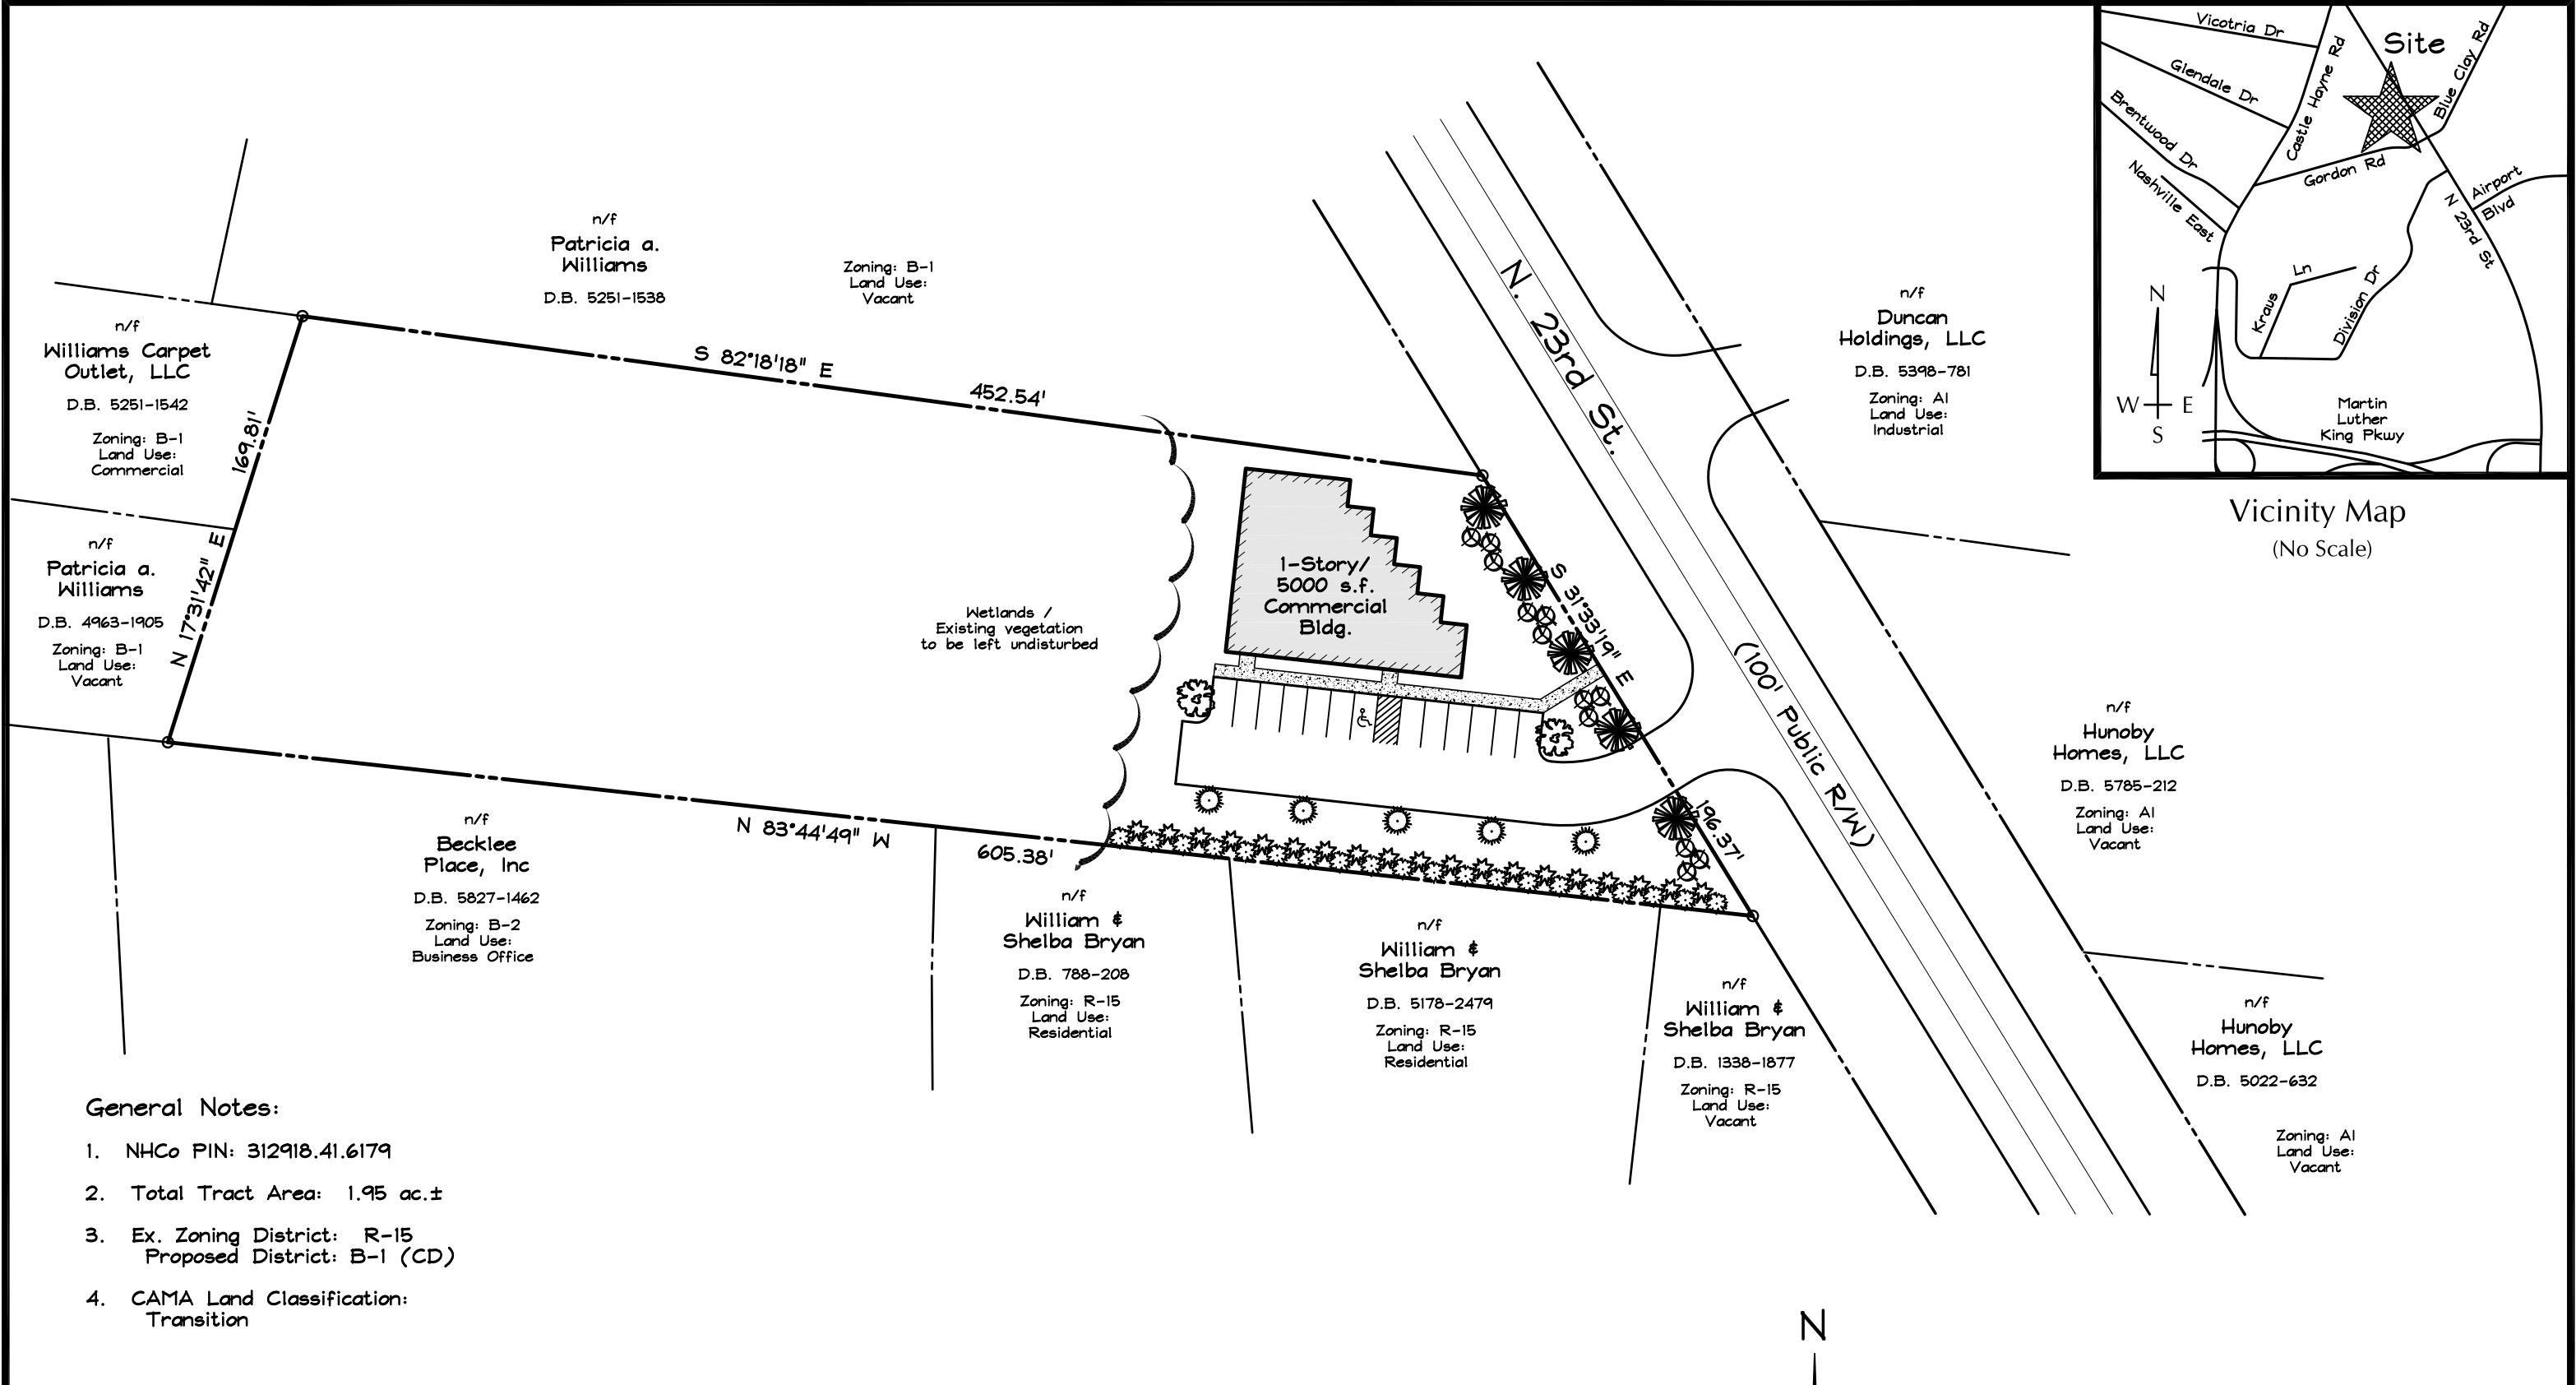 n/f
Patricia a.
Williams
D.B. 5251-1538
Zoning: B-1
Land Use:
Vacant
n/f
Williams Carpet
Outlet, LLC
D.B. 5251-1542
Zoning: B-1
Land Use:
Commercial
n/f
Patricia a.
Williams
D.B. 4963-1905
Zoning: B-1
Land Use:
Vacant
169.81'
N 17°31'42" E
S 82°18'18" E
452.54'
Wetlands /
Existing vegetation
to be left undisturbed
1-Story/
5000 s.f.
Commercial
Bldg.
S 31°33'19" E
196.37'
N. 23rd St.
(100' Public R/W)
N 83°44'49" W
605.38'
n/f
Becklee
Place, Inc
D.B. 5827-1462
Zoning: B-2
Land Use:
Business Office
n/f
William &
Shelba Bryan
D.B. 788-208
Zoning: R-15
Land Use:
Residential
n/f
William &
Shelba Bryan
D.B. 5178-2479
Zoning: R-15
Land Use:
Residential
n/f
William &
Shelba Bryan
D.B. 1338-1877
Zoning: R-15
Land Use:
Vacant
n/f
Duncan
Holdings, LLC
D.B. 5398-781
Zoning: AI
Land Use:
Industrial
n/f
Hunoby
Homes, LLC
D.B. 5785-212
Zoning: AI
Land Use:
Vacant
n/f
Hunoby
Homes, LLC
D.B. 5022-632
Zoning: AI
Land Use:
Vacant
Vicotria Dr
Glendale Dr
Brentwood Dr
Nashville East
Castle Hayne Rd
Site
Blue Clay Rd
Gordon Rd
Airport
Blvd
N 23rd St
Kraus
Ln
Division Dr
Martin
Luther
King Pkwy
N
W E
S
Vicinity Map
(No Scale)
General Notes:
1. NHCo PIN: 312918.41.6179
2. Total Tract Area: 1.95 ac.±
3. Ex. Zoning District: R-15
Proposed District: B-1 (CD)
4. CAMA Land Classification:
Transition
N